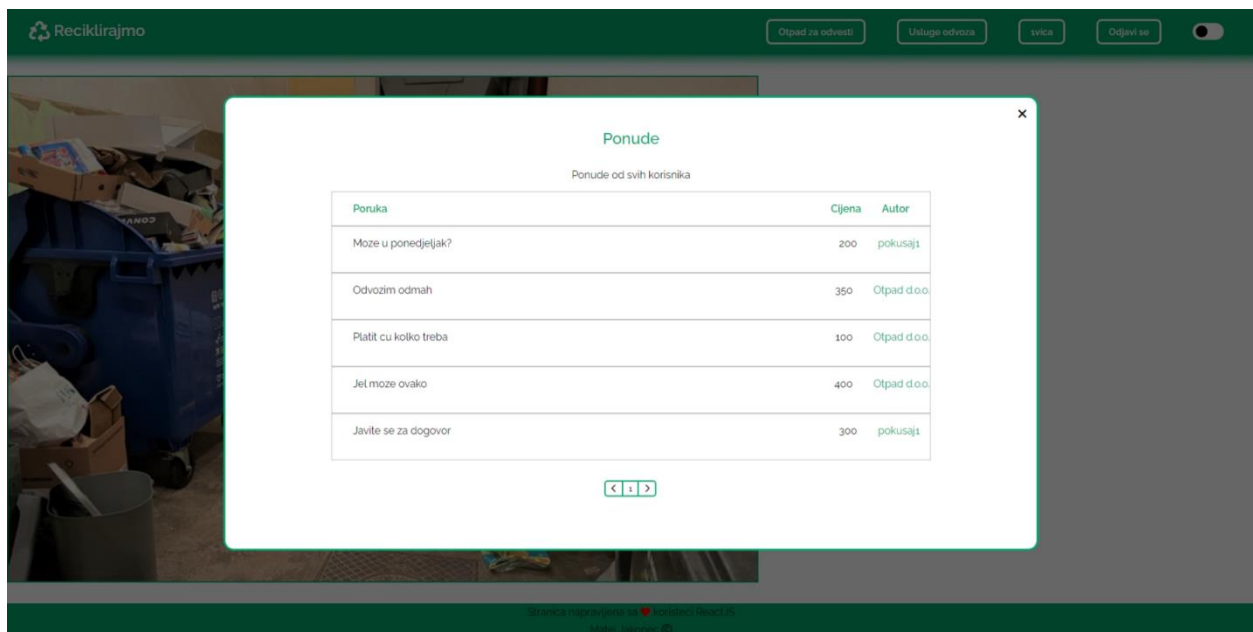 Reciklirajmo
Otpad za odvesti Usluge odvoza svica Odjavi se
Ponude
Ponude od svih korisnika
Poruka Cijena Autor
Moze u ponedjeljak? 200 pokusaj1
Odvozim odmah 350 Otpad d.o.o.
Platit cu kolko treba 100 Otpad d.o.o.
Jel moze ovako 400 Otpad d.o.o.
Javite se za dogovor 300 pokusaj1
1
Stranica napravljena sa ❤ koristeći ReactJS